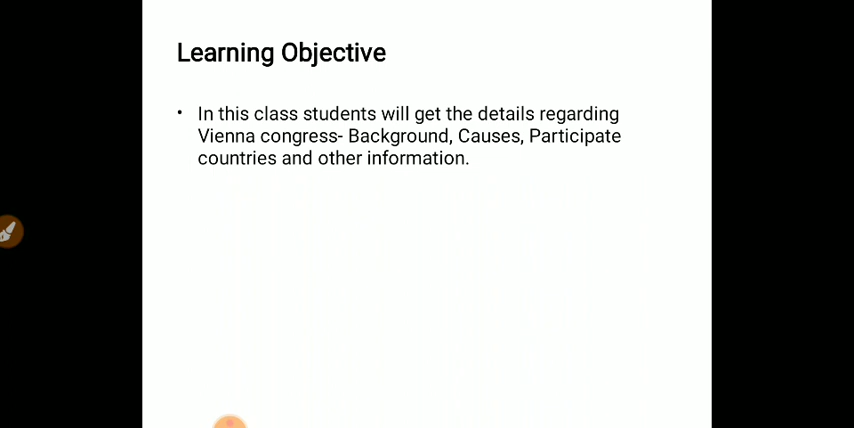 Learning Objective
• In this class students will get the details regarding
Vienna congress- Background, Causes, Participate
countries and other information.